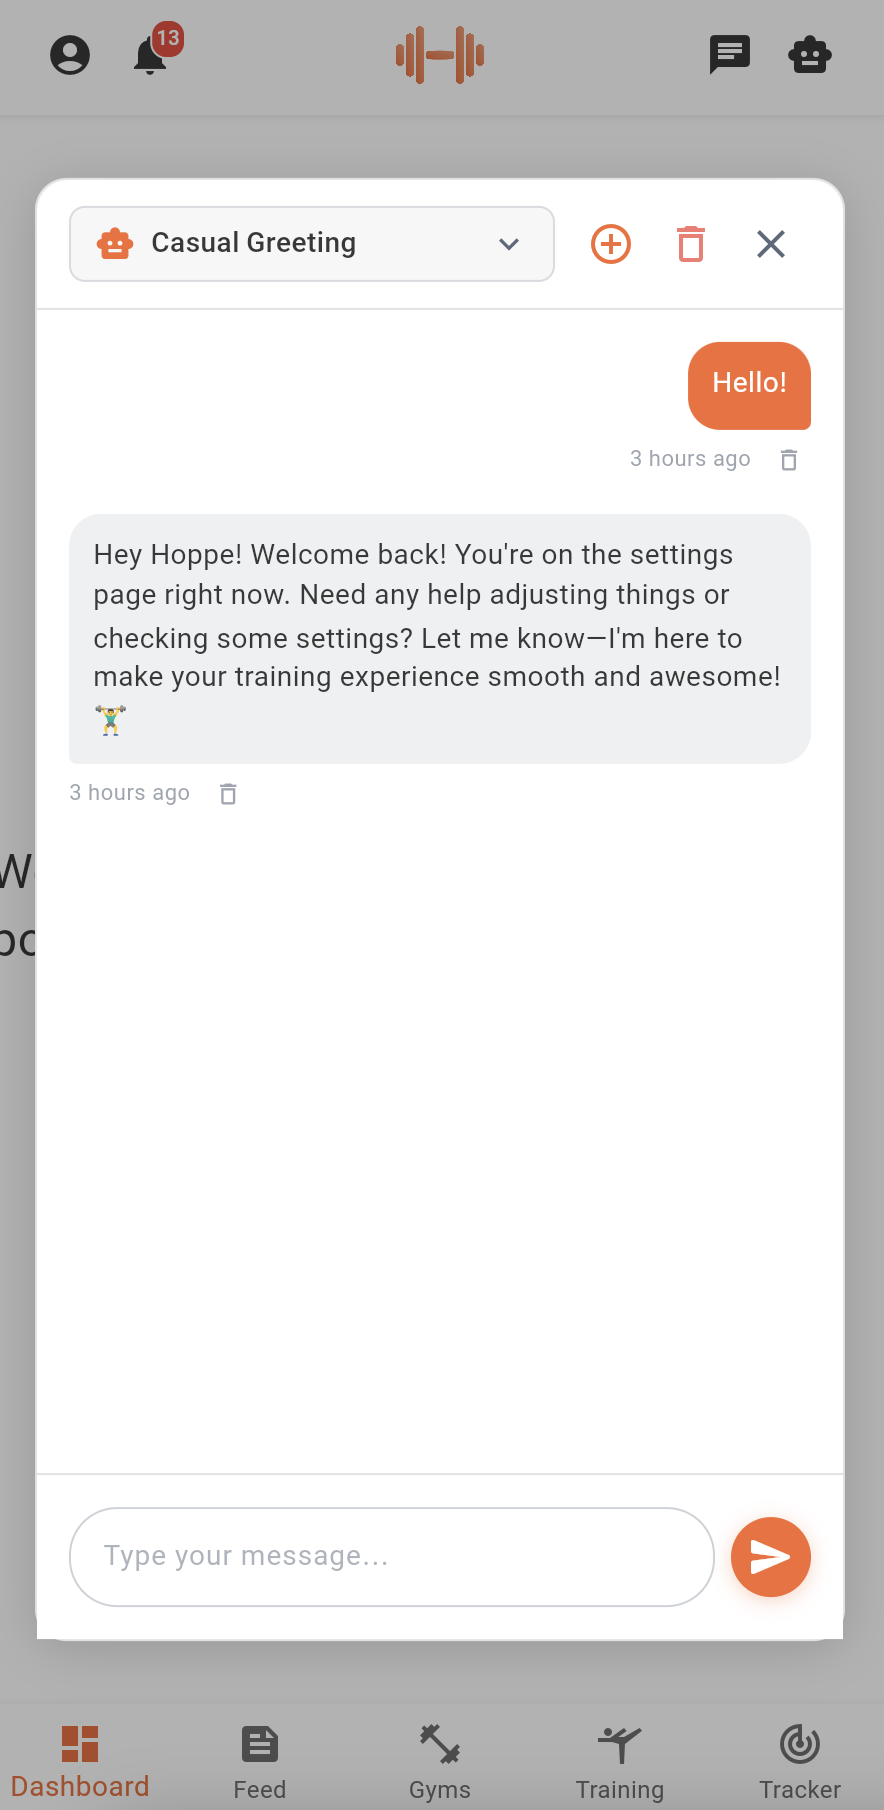 13
Casual Greeting
Hello!
3 hours ago
Hey Hoppe! Welcome back! You're on the settings
page right now. Need any help adjusting things or
checking some settings? Let me know—I'm here to
make your training experience smooth and awesome!
🏋️‍♂️
3 hours ago
Type your message...
Dashboard
Feed
Gyms
Training
Tracker